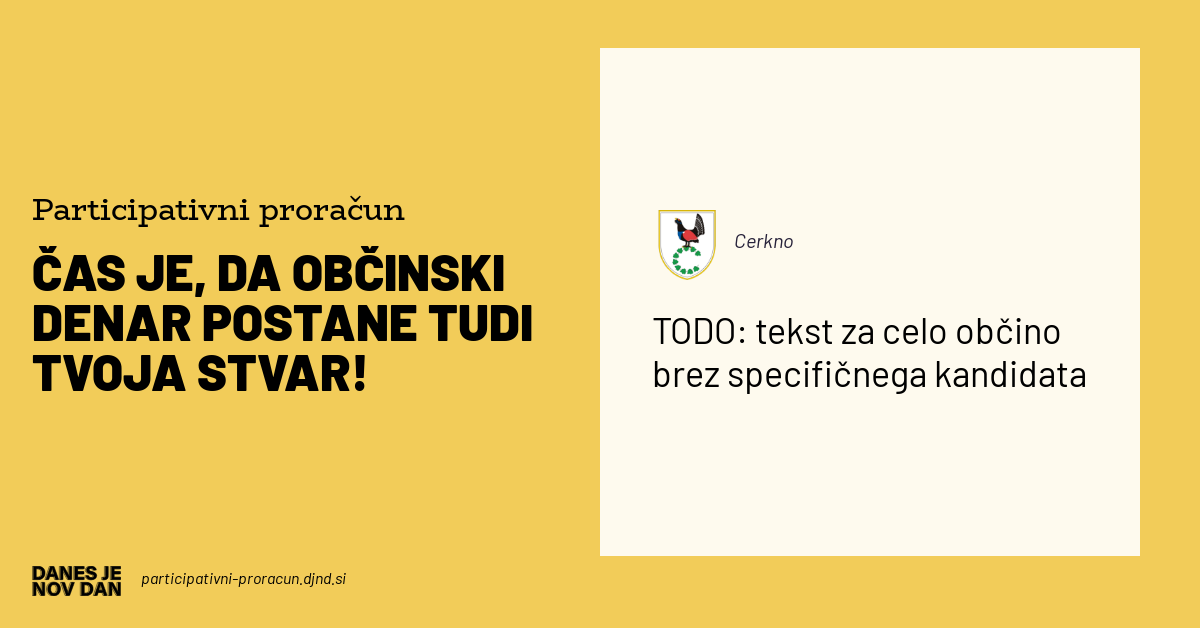 Participativni proračun
ČAS JE, DA OBČINSKI
DENAR POSTANE TUDI
TVOJA STVAR!
DANES JE
NOV DAN
participativni-proracun.djnd.si
Cerkno
TODO: tekst za celo občino
brez specifičnega kandidata